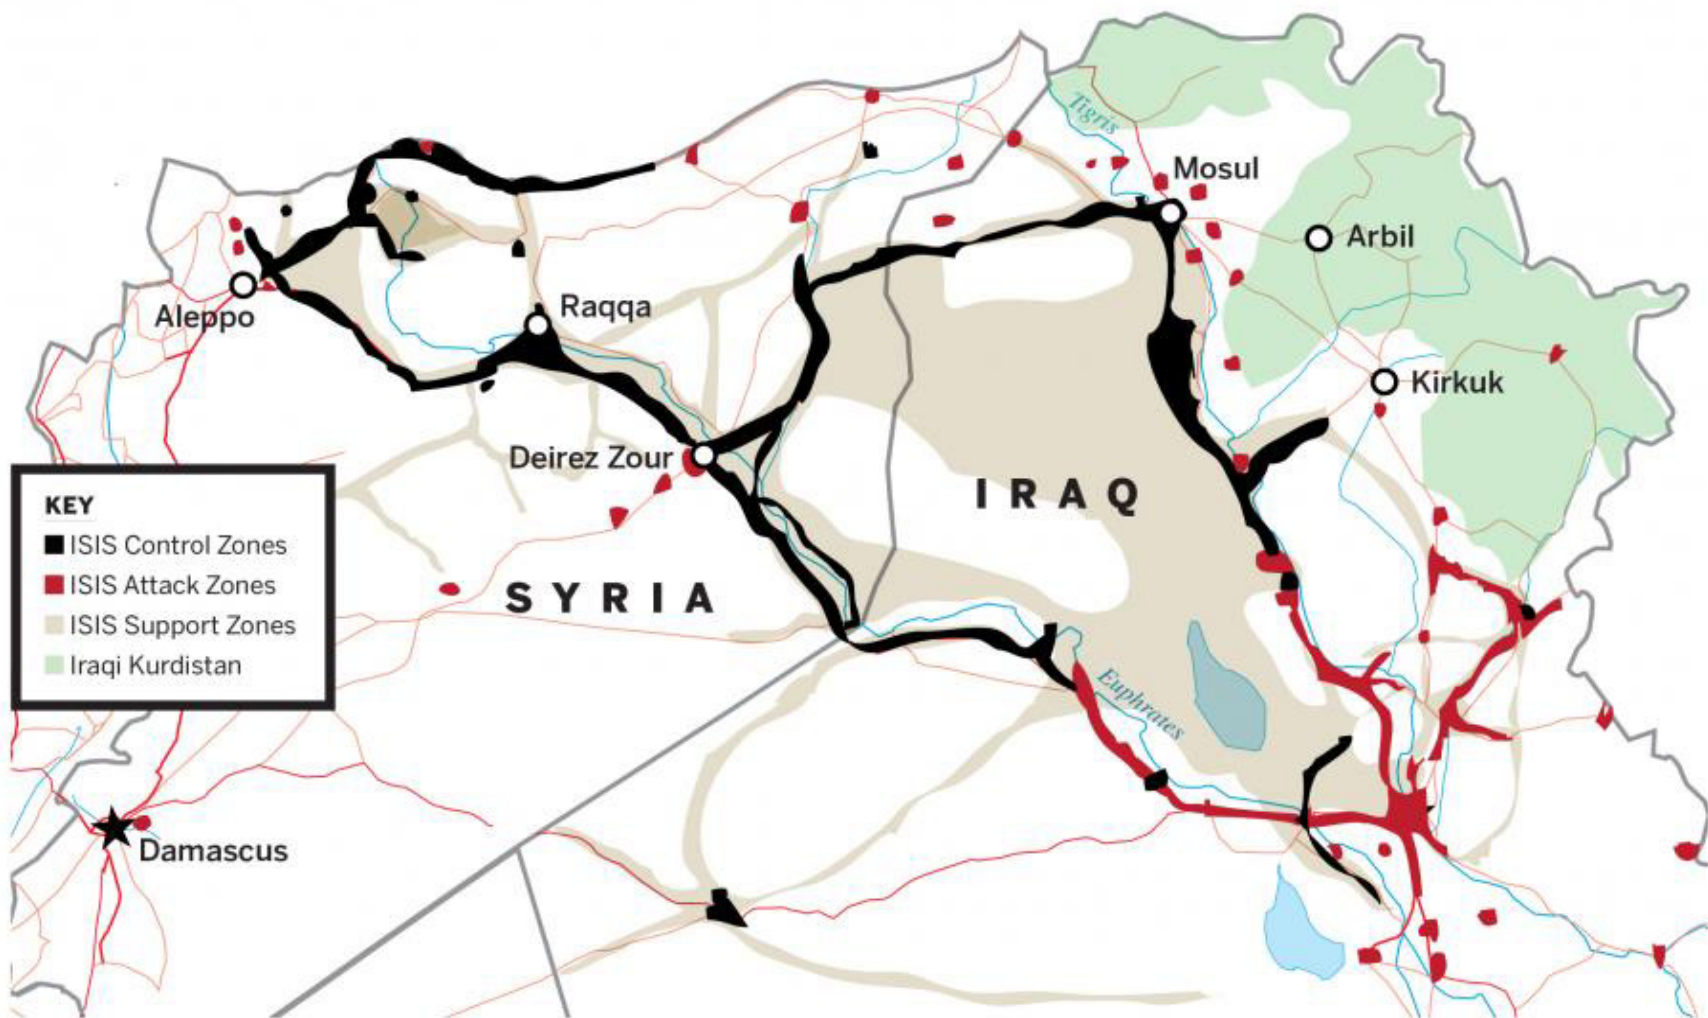 Tigris
Mosul
Arbil
Aleppo
Raqqa
Kirkuk
Deirez Zour
IRAQ
KEY
ISIS Control Zones
ISIS Attack Zones
ISIS Support Zones
Iraqi Kurdistan
SYRIA
Euphrates
Damascus